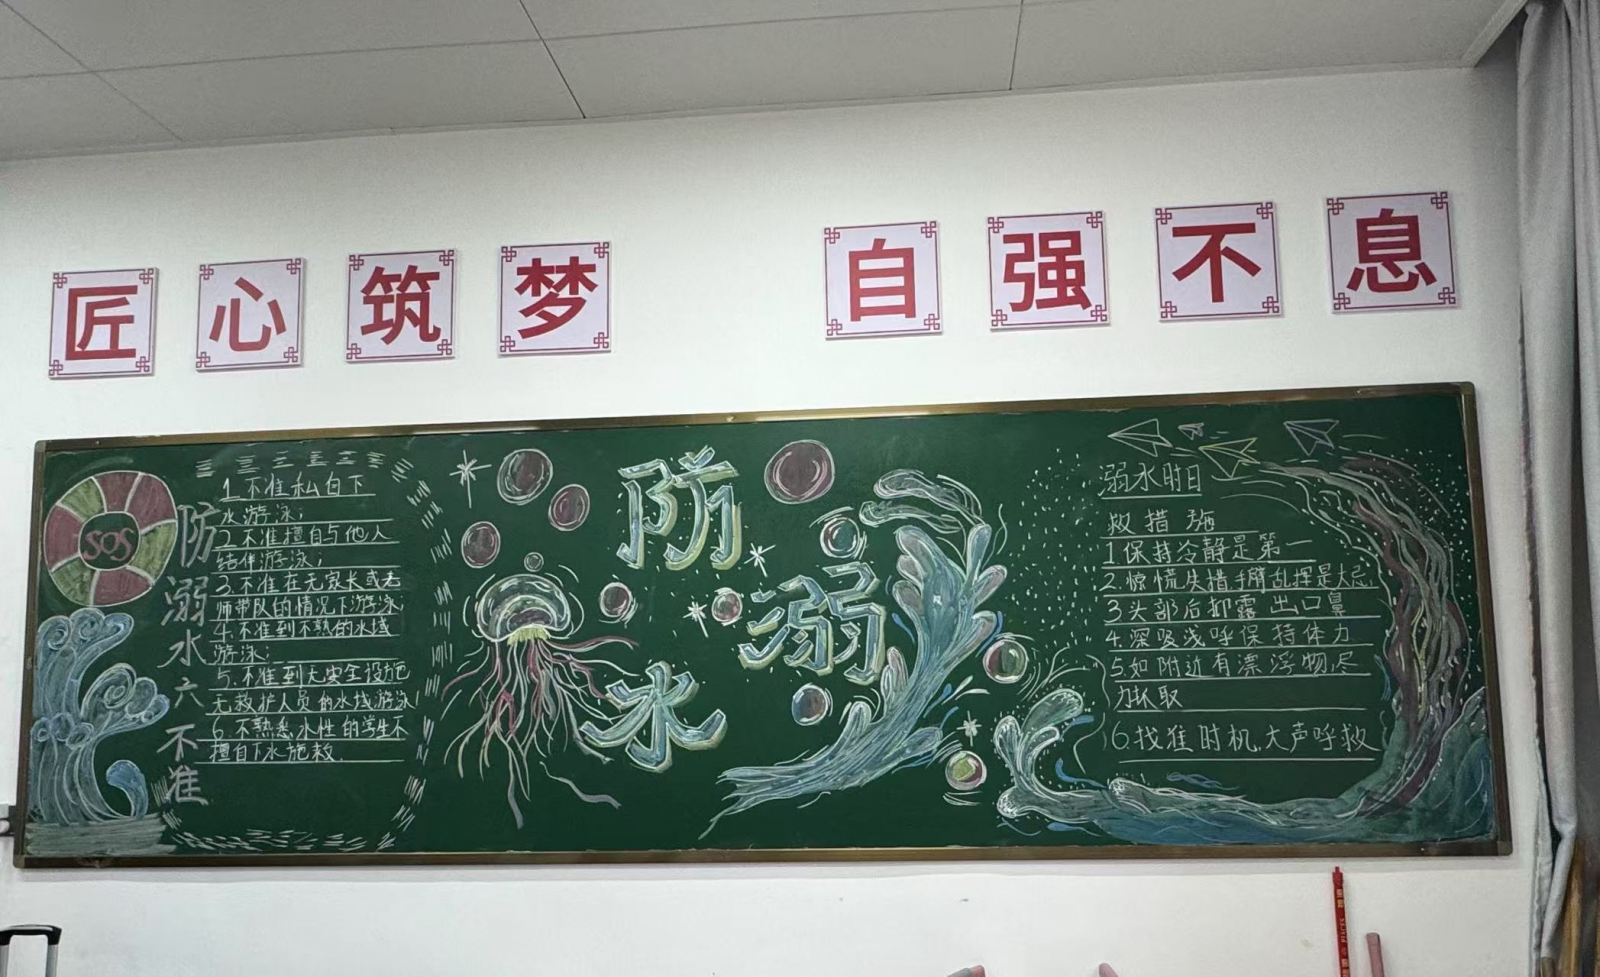 匠心筑梦 自强不息
SOS
防溺水六不准
1.不准私自下
水游泳;
2.不准擅自与他人
结伴游泳;
3.不准在无家长或老
师带队的情况下游泳
4.不准到不熟的水域
游泳;
5.不准到无安全设施
无救护人员的水域游泳
6.不熟悉水性的学生不
擅自下水施救.
防
溺
水
溺水时自
救措施
1保持冷静是第一
2.惊慌失措手臂乱挥是大忌
3头部后仰露出口鼻
4.深吸浅呼保持体力
5.如附近有漂浮物,尽
力抓取
6.找准时机,大声呼救